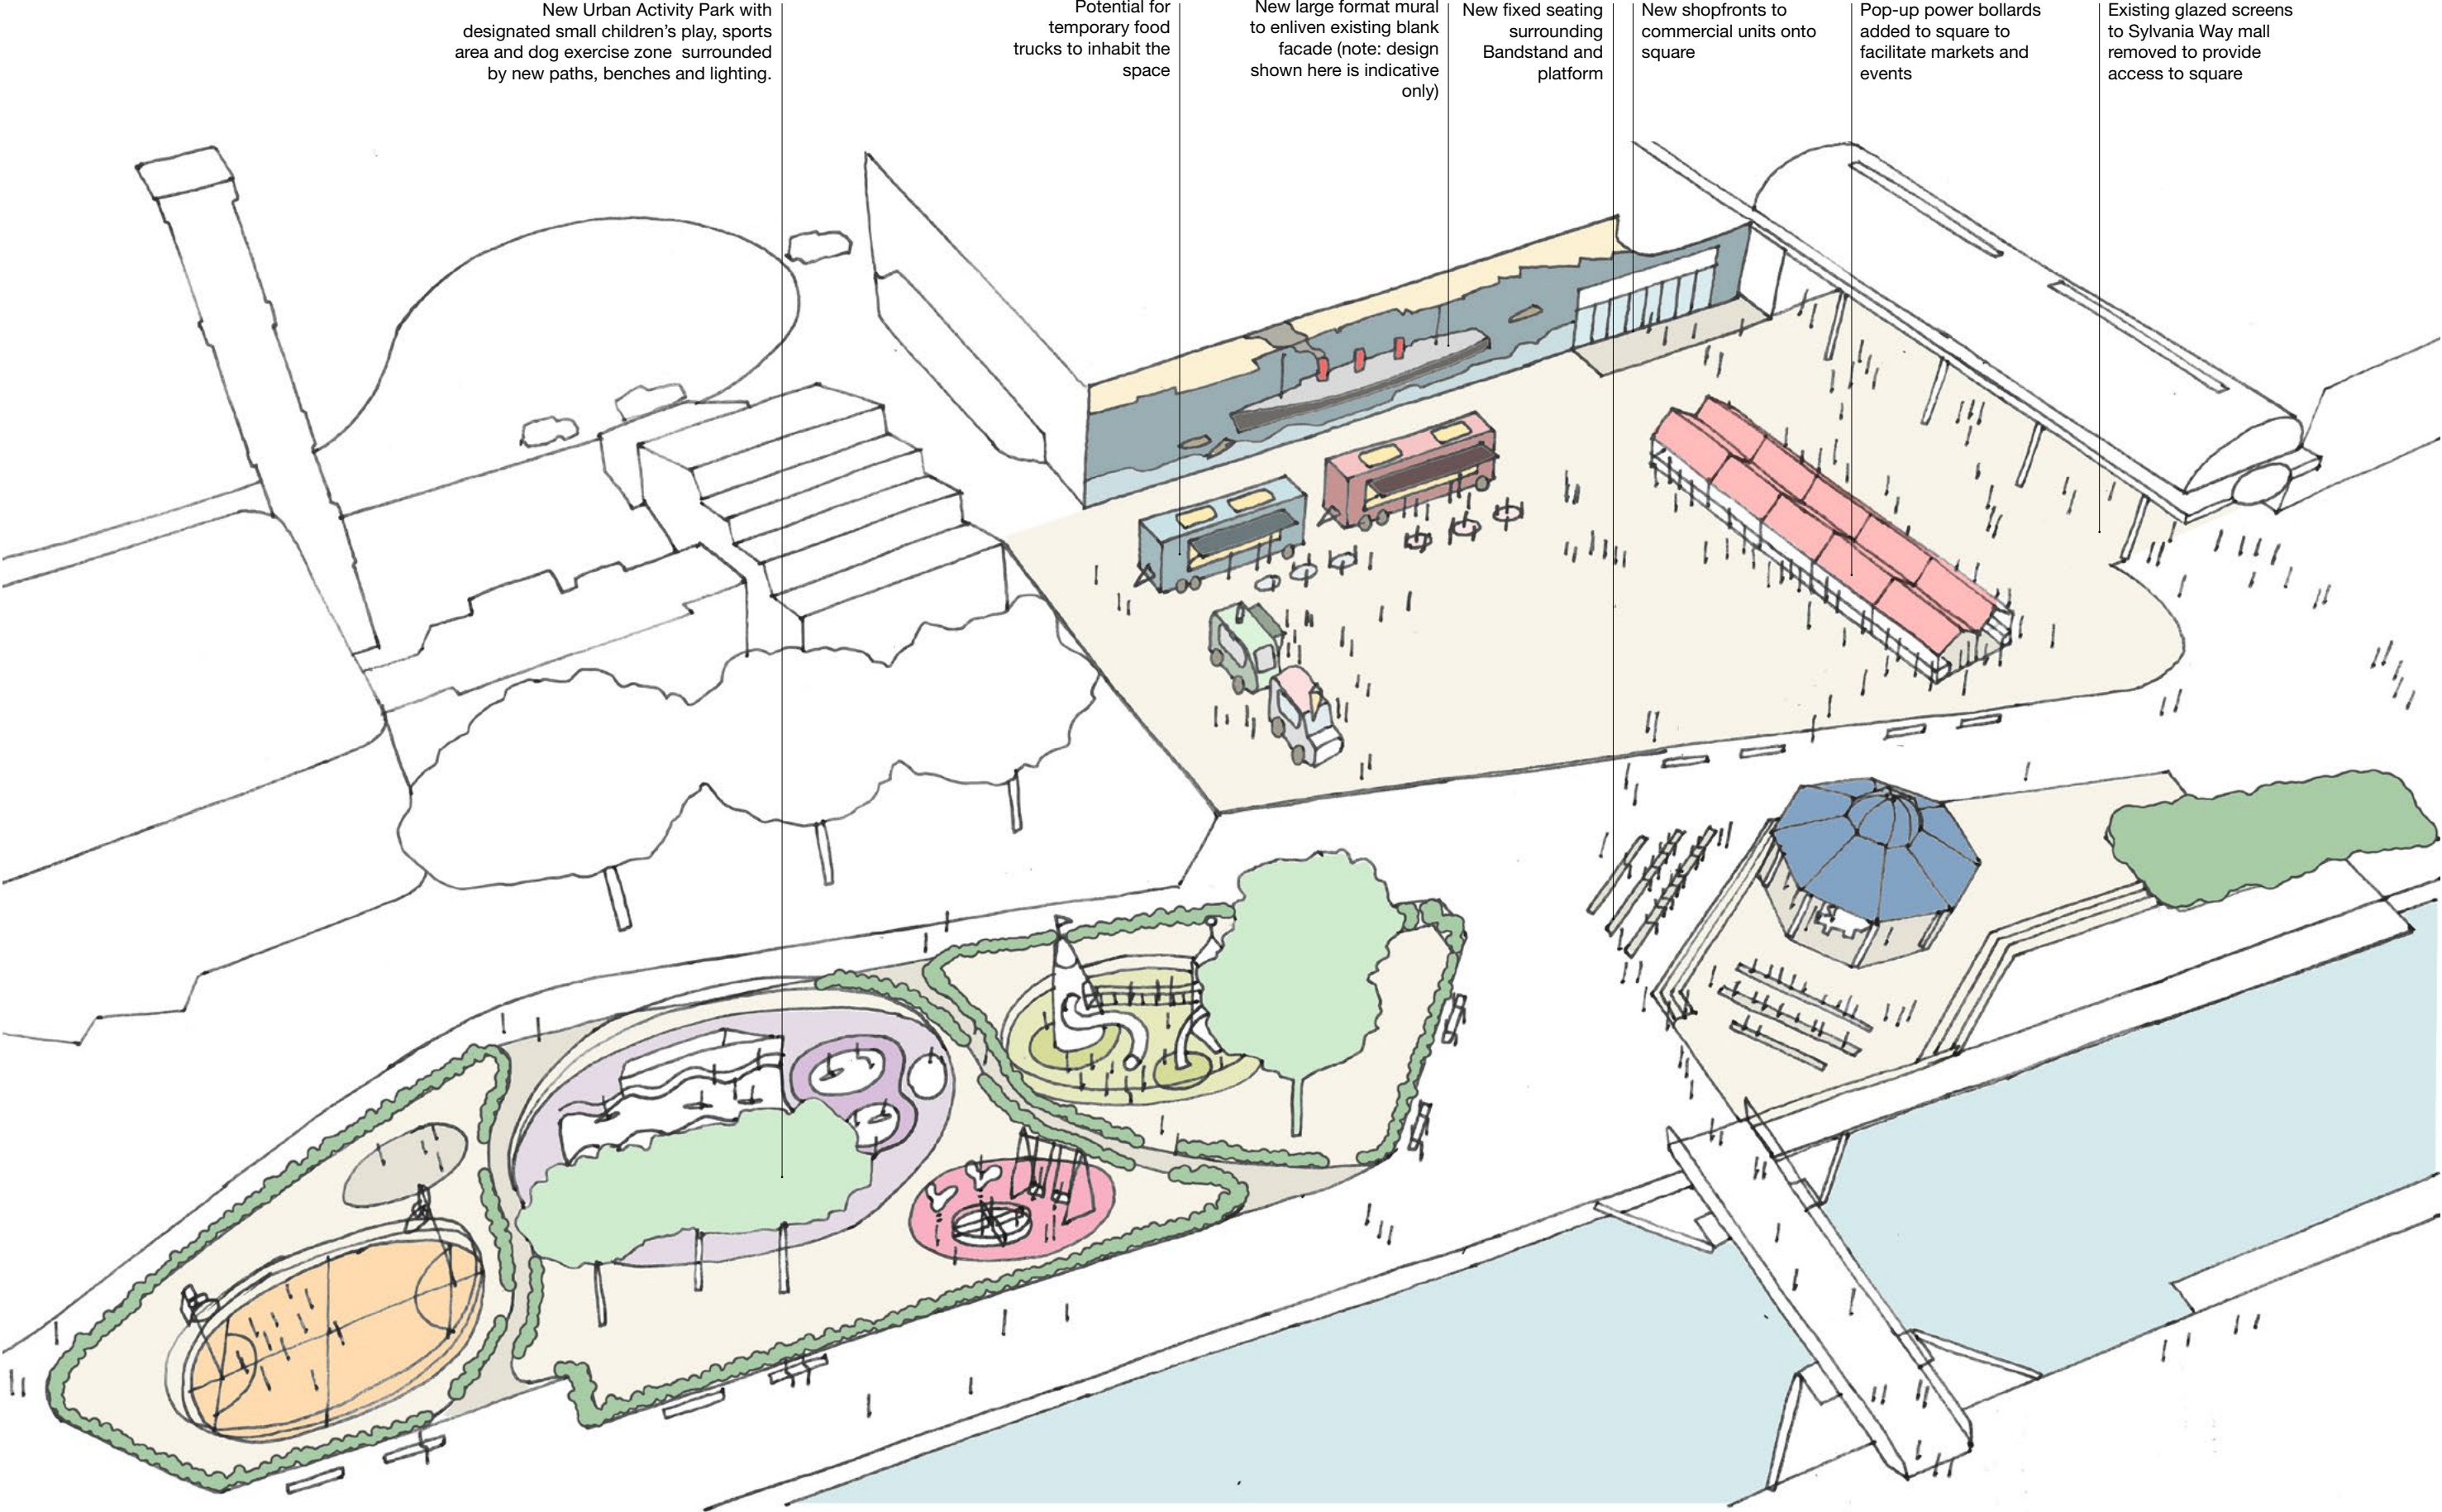 New Urban Activity Park with
designated small children's play, sports
area and dog exercise zone surrounded
by new paths, benches and lighting.
Potential for
temporary food
trucks to inhabit the
space
New large format mural
to enliven existing blank
facade (note: design
shown here is indicative
only)
New fixed seating
surrounding
Bandstand and
platform
New shopfronts to
commercial units onto
square
Pop-up power bollards
added to square to
facilitate markets and
events
Existing glazed screens
to Sylvania Way mall
removed to provide
access to square